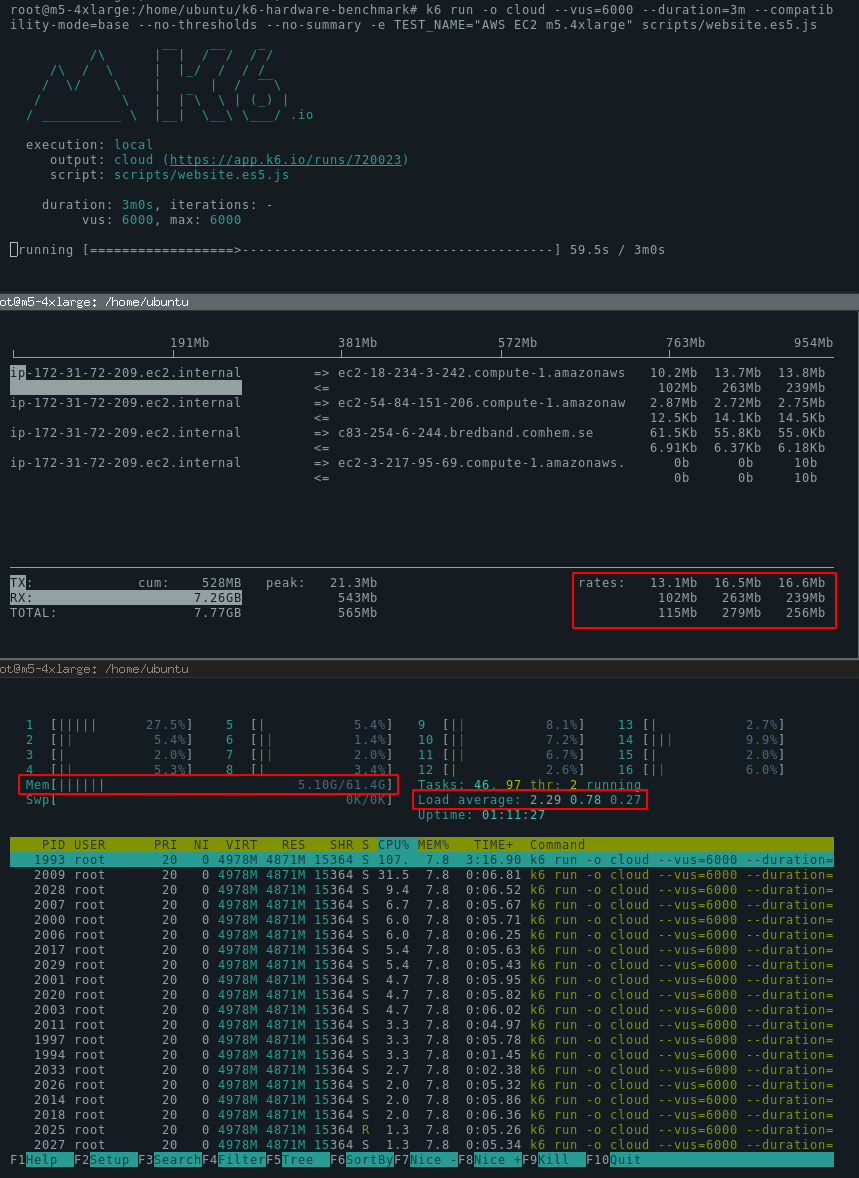 root@m5-4xlarge:/home/ubuntu/k6-hardware-benchmark# k6 run -o cloud --vus=6000 --duration=3m --compatib
ility-mode=base --no-thresholds --no-summary -e TEST_NAME="AWS EC2 m5.4xlarge" scripts/website.es5.js
.io
execution: local
output: cloud (https://app.k6.io/runs/720023)
script: scripts/website.es5.js
duration: 3m0s, iterations: -
vus: 6000, max: 6000
running [==================>---------------------------------------] 59.5s / 3m0s
ot@m5-4xlarge: /home/ubuntu
191Mb 381Mb 572Mb 763Mb 954Mb
ip-172-31-72-209.ec2.internal => ec2-18-234-3-242.compute-1.amazonaws 10.2Mb 13.7Mb 13.8Mb
<= 102Mb 263Mb 239Mb
ip-172-31-72-209.ec2.internal => ec2-54-84-151-206.compute-1.amazonaw 2.87Mb 2.72Mb 2.75Mb
<= 12.5Kb 14.1Kb 14.5Kb
ip-172-31-72-209.ec2.internal => c83-254-6-244.bredband.comhem.se 61.5Kb 55.8Kb 55.0Kb
<= 6.91Kb 6.37Kb 6.18Kb
ip-172-31-72-209.ec2.internal => ec2-3-217-95-69.compute-1.amazonaws. 0b 0b 10b
<= 0b 0b 10b
TX: cum: 528MB peak: 21.3Mb rates: 13.1Mb 16.5Mb 16.6Mb
RX: 7.26GB 543Mb 102Mb 263Mb 239Mb
TOTAL: 7.77GB 565Mb 115Mb 279Mb 256Mb
ot@m5-4xlarge: /home/ubuntu
1 [||||| 27.5%] 5 [| 5.4%] 9 [|| 8.1%] 13 [| 2.7%]
2 [|| 5.4%] 6 [|| 1.4%] 10 [|| 7.2%] 14 [||| 9.9%]
3 [| 2.0%] 7 [|| 2.0%] 11 [|| 6.7%] 15 [| 2.0%]
4 [|| 5.3%] 8 [| 3.4%] 12 [| 2.6%] 16 [|| 6.0%]
Mem[|||||| 5.10G/61.4G] Tasks: 46, 97 thr; 2 running
Swp[ 0K/0K] Load average: 2.29 0.78 0.27
Uptime: 01:11:27
PID USER PRI NI VIRT RES SHR S CPU% MEM% TIME+ Command
1993 root 20 0 4978M 4871M 15364 S 107. 7.8 3:16.90 k6 run -o cloud --vus=6000 --duration=
2009 root 20 0 4978M 4871M 15364 S 31.5 7.8 0:06.81 k6 run -o cloud --vus=6000 --duration=
2028 root 20 0 4978M 4871M 15364 S 9.4 7.8 0:06.52 k6 run -o cloud --vus=6000 --duration=
2007 root 20 0 4978M 4871M 15364 S 6.7 7.8 0:05.67 k6 run -o cloud --vus=6000 --duration=
2000 root 20 0 4978M 4871M 15364 S 6.0 7.8 0:05.71 k6 run -o cloud --vus=6000 --duration=
2006 root 20 0 4978M 4871M 15364 S 6.0 7.8 0:06.25 k6 run -o cloud --vus=6000 --duration=
2017 root 20 0 4978M 4871M 15364 S 5.4 7.8 0:05.63 k6 run -o cloud --vus=6000 --duration=
2029 root 20 0 4978M 4871M 15364 S 5.4 7.8 0:05.43 k6 run -o cloud --vus=6000 --duration=
2001 root 20 0 4978M 4871M 15364 S 4.7 7.8 0:05.95 k6 run -o cloud --vus=6000 --duration=
2020 root 20 0 4978M 4871M 15364 S 4.7 7.8 0:05.82 k6 run -o cloud --vus=6000 --duration=
2003 root 20 0 4978M 4871M 15364 S 4.7 7.8 0:06.02 k6 run -o cloud --vus=6000 --duration=
2011 root 20 0 4978M 4871M 15364 S 3.3 7.8 0:04.97 k6 run -o cloud --vus=6000 --duration=
1997 root 20 0 4978M 4871M 15364 S 3.3 7.8 0:05.78 k6 run -o cloud --vus=6000 --duration=
1994 root 20 0 4978M 4871M 15364 S 3.3 7.8 0:01.45 k6 run -o cloud --vus=6000 --duration=
2033 root 20 0 4978M 4871M 15364 S 2.7 7.8 0:02.38 k6 run -o cloud --vus=6000 --duration=
2026 root 20 0 4978M 4871M 15364 S 2.0 7.8 0:05.32 k6 run -o cloud --vus=6000 --duration=
2014 root 20 0 4978M 4871M 15364 S 2.0 7.8 0:05.86 k6 run -o cloud --vus=6000 --duration=
2018 root 20 0 4978M 4871M 15364 S 2.0 7.8 0:06.36 k6 run -o cloud --vus=6000 --duration=
2025 root 20 0 4978M 4871M 15364 R 1.3 7.8 0:05.26 k6 run -o cloud --vus=6000 --duration=
2027 root 20 0 4978M 4871M 15364 S 1.3 7.8 0:05.34 k6 run -o cloud --vus=6000 --duration=
F1Help F2Setup F3SearchF4FilterF5Tree F6SortByF7Nice -F8Nice +F9Kill F10Quit